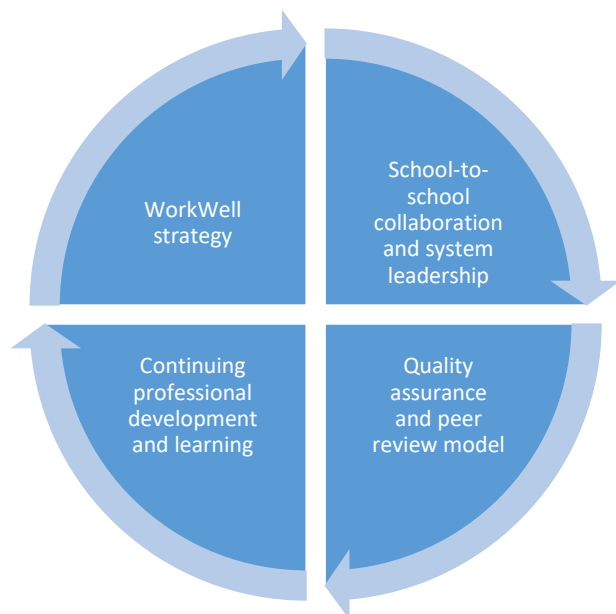 WorkWell
strategy
School-to-
school
collaboration
and system
leadership
Continuing
professional
development
and learning
Quality
assurance
and peer
review model